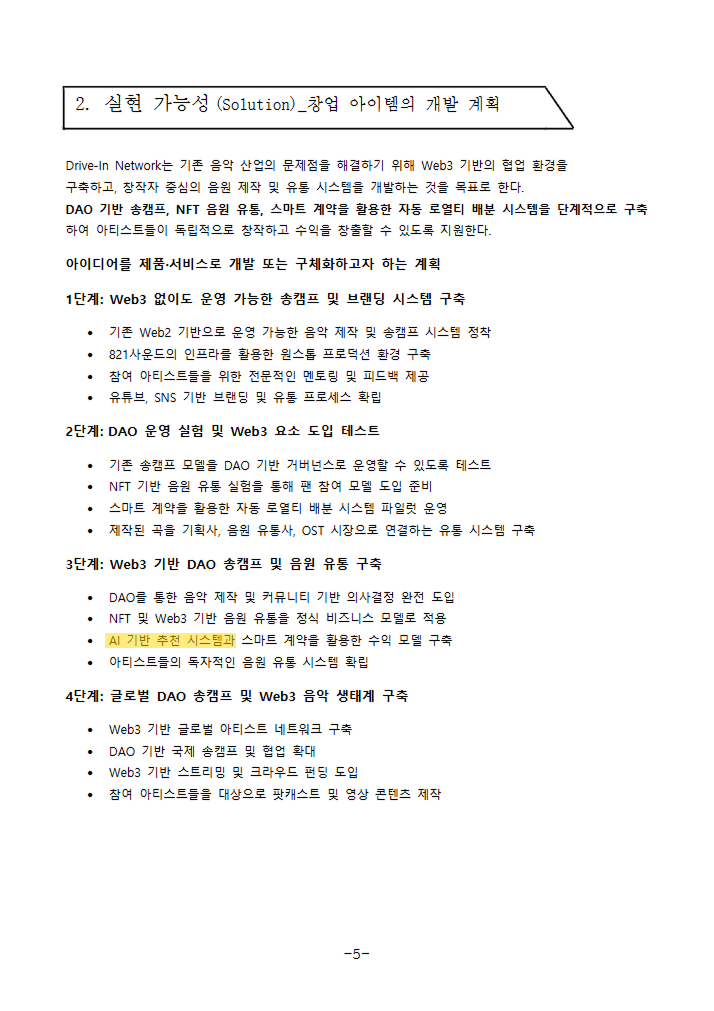 2. 실현 가능성(Solution)_창업 아이템의 개발 계획
Drive-In Network는 기존 음악 산업의 문제점을 해결하기 위해 Web3 기반의 협업 환경을
구축하고, 창작자 중심의 음원 제작 및 유통 시스템을 개발하는 것을 목표로 한다.
DAO 기반 송캠프, NFT 음원 유통, 스마트 계약을 활용한 자동 로열티 배분 시스템을 단계적으로 구축
하여 아티스트들이 독립적으로 창작하고 수익을 창출할 수 있도록 지원한다.
아이디어를 제품·서비스로 개발 또는 구체화하고자 하는 계획
1단계: Web3 없이도 운영 가능한 송캠프 및 브랜딩 시스템 구축
• 기존 Web2 기반으로 운영 가능한 음악 제작 및 송캠프 시스템 정착
• 821사운드의 인프라를 활용한 원스톱 프로덕션 환경 구축
• 참여 아티스트들을 위한 전문적인 멘토링 및 피드백 제공
• 유튜브, SNS 기반 브랜딩 및 유통 프로세스 확립
2단계: DAO 운영 실험 및 Web3 요소 도입 테스트
• 기존 송캠프 모델을 DAO 기반 거버넌스로 운영할 수 있도록 테스트
• NFT 기반 음원 유통 실험을 통해 팬 참여 모델 도입 준비
• 스마트 계약을 활용한 자동 로열티 배분 시스템 파일럿 운영
• 제작된 곡을 기획사, 음원 유통사, OST 시장으로 연결하는 유통 시스템 구축
3단계: Web3 기반 DAO 송캠프 및 음원 유통 구축
• DAO를 통한 음악 제작 및 커뮤니티 기반 의사결정 완전 도입
• NFT 및 Web3 기반 음원 유통을 정식 비즈니스 모델로 적용
• AI 기반 추천 시스템과 스마트 계약을 활용한 수익 모델 구축
• 아티스트들의 독자적인 음원 유통 시스템 확립
4단계: 글로벌 DAO 송캠프 및 Web3 음악 생태계 구축
• Web3 기반 글로벌 아티스트 네트워크 구축
• DAO 기반 국제 송캠프 및 협업 확대
• Web3 기반 스트리밍 및 크라우드 펀딩 도입
• 참여 아티스트들을 대상으로 팟캐스트 및 영상 콘텐츠 제작
-5-